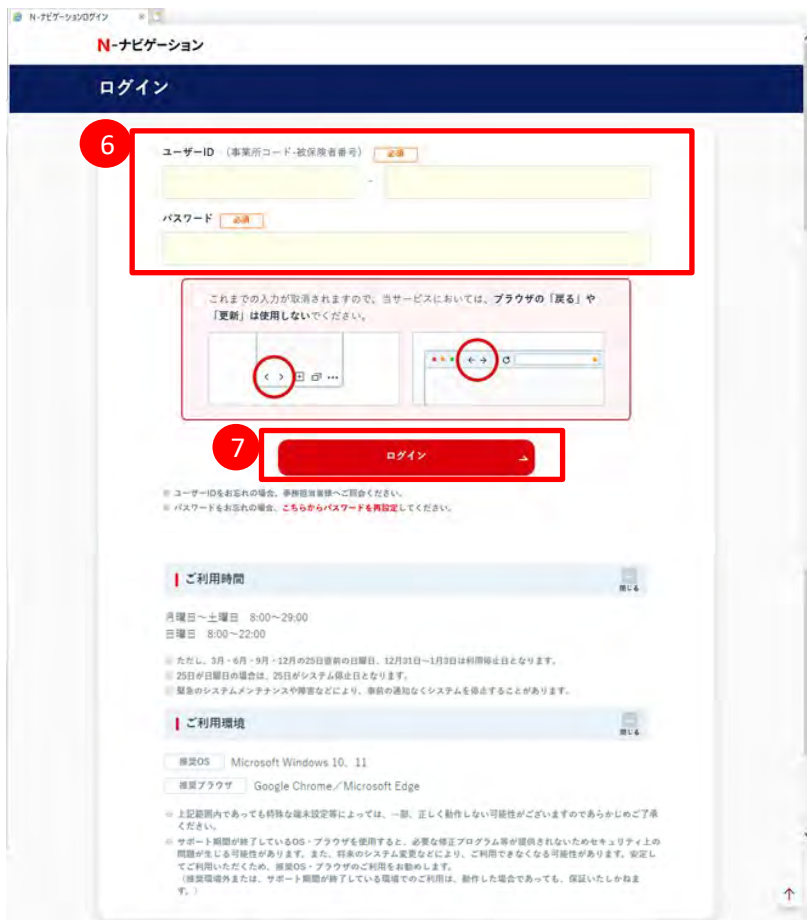 N-ナビゲーションログイン
N-ナビゲーション
ログイン
6
ユーザーID （事業所コード-被保険者番号） 必須
-
パスワード 必須
これまでの入力が取消されますので、当サービスにおいては、ブラウザの「戻る」や
「更新」は使用しないでください。
7
ログイン
※ ユーザーIDをお忘れの場合、事務担当者様へご照会ください。
※ パスワードをお忘れの場合、こちらからパスワードを再設定してください。
ご利用時間
閉じる
月曜日～土曜日 8:00～29:00
日曜日 8:00～22:00
※ ただし、3月・6月・9月・12月の25日直前の日曜日、12月31日～1月3日は利用停止日となります。
※ 25日が日曜日の場合は、25日がシステム停止日となります。
※ 緊急のシステムメンテナンスや障害などにより、事前の通知なくシステムを停止することがあります。
ご利用環境
閉じる
推奨OS Microsoft Windows 10、11
推奨ブラウザ Google Chrome／Microsoft Edge
※ 上記範囲内であっても特殊な端末設定等によっては、一部、正しく動作しない可能性がございますのであらかじめご了承
ください。
※ サポート期間が終了しているOS・ブラウザを使用すると、必要な修正プログラム等が提供されないためセキュリティ上の
問題が生じる可能性があります。また、将来のシステム変更などにより、ご利用できなくなる可能性があります。安定し
てご利用いただくため、推奨OS・ブラウザのご利用をお勧めします。
（推奨環境外または、サポート期間が終了している環境でのご利用は、動作した場合であっても、保証いたしかねま
す。）